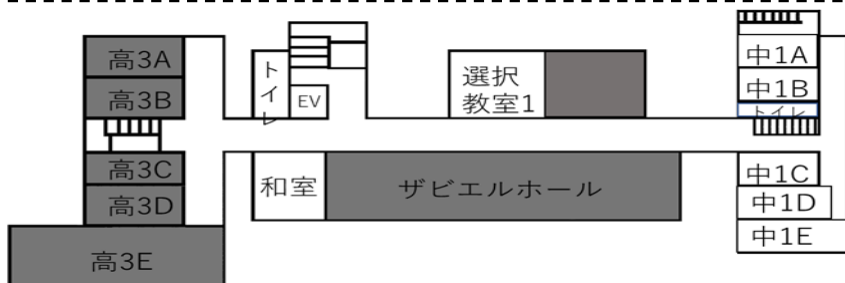 高3A
高3B
高3C
高3D
高3E
トイレ
EV
和室
選択
教室1
ザビエルホール
中1A
中1B
トイレ
中1C
中1D
中1E